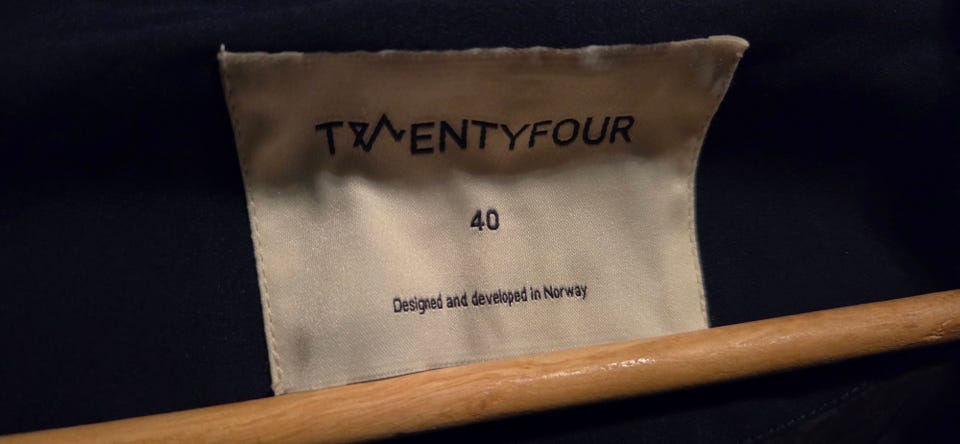 TWENTYFOUR
40
Designed and developed in Norway